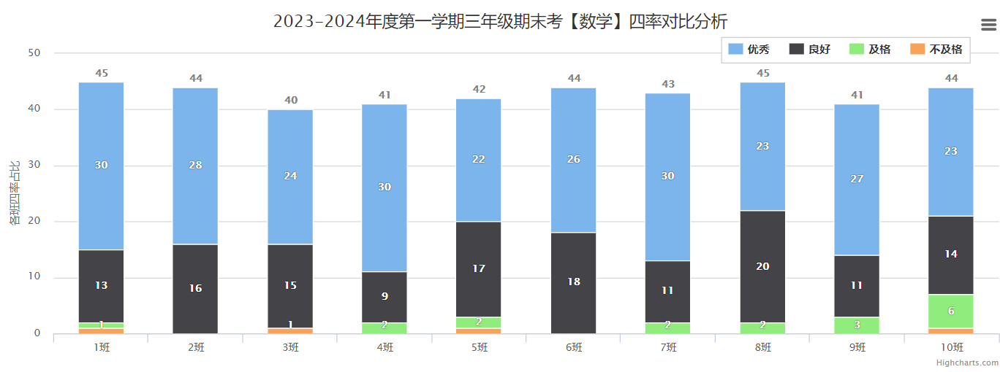 2023-2024年度第一学期三年级期末考【数学】四率对比分析
优秀 良好 及格 不及格
各班四率占比
50
40
30
20
10
0
45 44 40 41 42 44 43 45 41 44
30 28 24 30 22 26 30 23 27 23
13 16 15 9 17 18 11 20 11 14
1 1 2 2 2 2 3 6
1班 2班 3班 4班 5班 6班 7班 8班 9班 10班
Highcharts.com